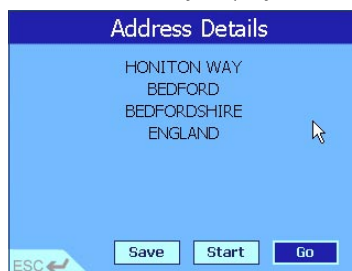 Address Details
HONITON WAY
BEDFORD
BEDFORDSHIRE
ENGLAND
Save Start Go
ESC